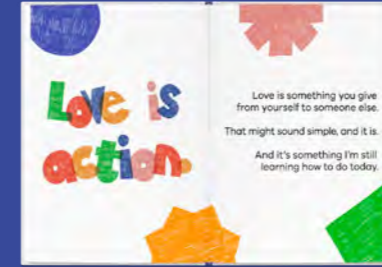 Love is
action.
Love is something you give
from yourself to someone else.
That might sound simple, and it is.
And it's something I'm still
learning how to do today.